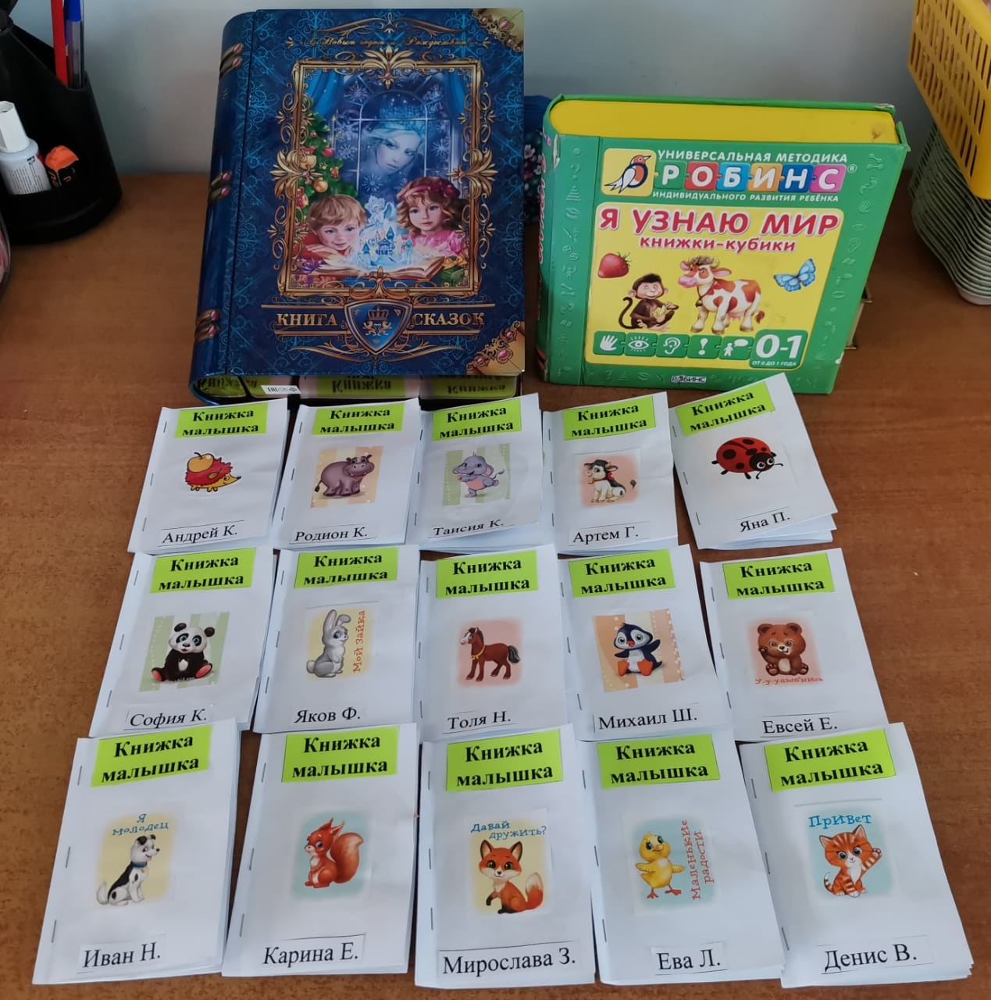 С Новым годом и Рождеством
КНИГА СКАЗОК
УНИВЕРСАЛЬНАЯ МЕТОДИКА
РОБИНС®
ИНДИВИДУАЛЬНОГО РАЗВИТИЯ РЕБЁНКА
Я УЗНАЮ МИР
книжки-кубики
0-1
ОТ 0 ДО 1 ГОДА
РОБИНС
Книжка
малышка
Андрей К.
Книжка
малышка
Родион К.
Книжка
малышка
Таисия К.
Книжка
малышка
Артем Г.
Книжка
малышка
Яна П.
Книжка
малышка
София К.
Книжка
малышка
Мой зайка
Яков Ф.
Книжка
малышка
Толя Н.
Книжка
малышка
Михаил Ш.
Книжка
малышка
У-у-улыбнись
Евсей Е.
Книжка
малышка
Я
молодец
Иван Н.
Книжка
малышка
Карина Е.
Книжка
малышка
Давай
дружить?
Мирослава З.
Книжка
малышка
Маленькие
радости
Ева Л.
Книжка
малышка
Привет
Денис В.